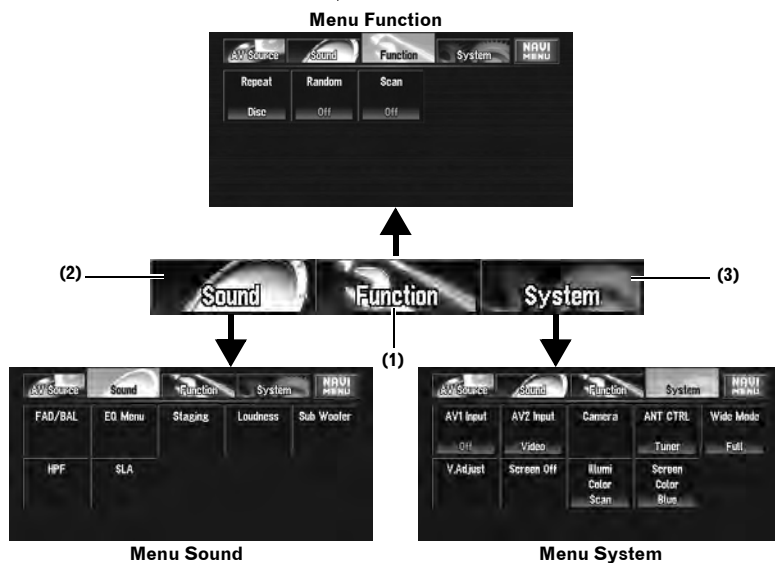 Menu Function
AV Source Sound Function System NAVI MENU
Repeat Random Scan
Disc Off Off
(2) (3)
Sound Function System
(1)
AV Source Sound Function System NAVI MENU
FAD/BAL EQ Menu Staging Loudness Sub Woofer
HPF SLA
Menu Sound
AV Source Sound Function System NAVI MENU
AV1 Input AV2 Input Camera ANT CTRL Wide Mode
Off Video Tuner Full
V.Adjust Screen Off Illumi Color Scan Screen Color Blue
Menu System